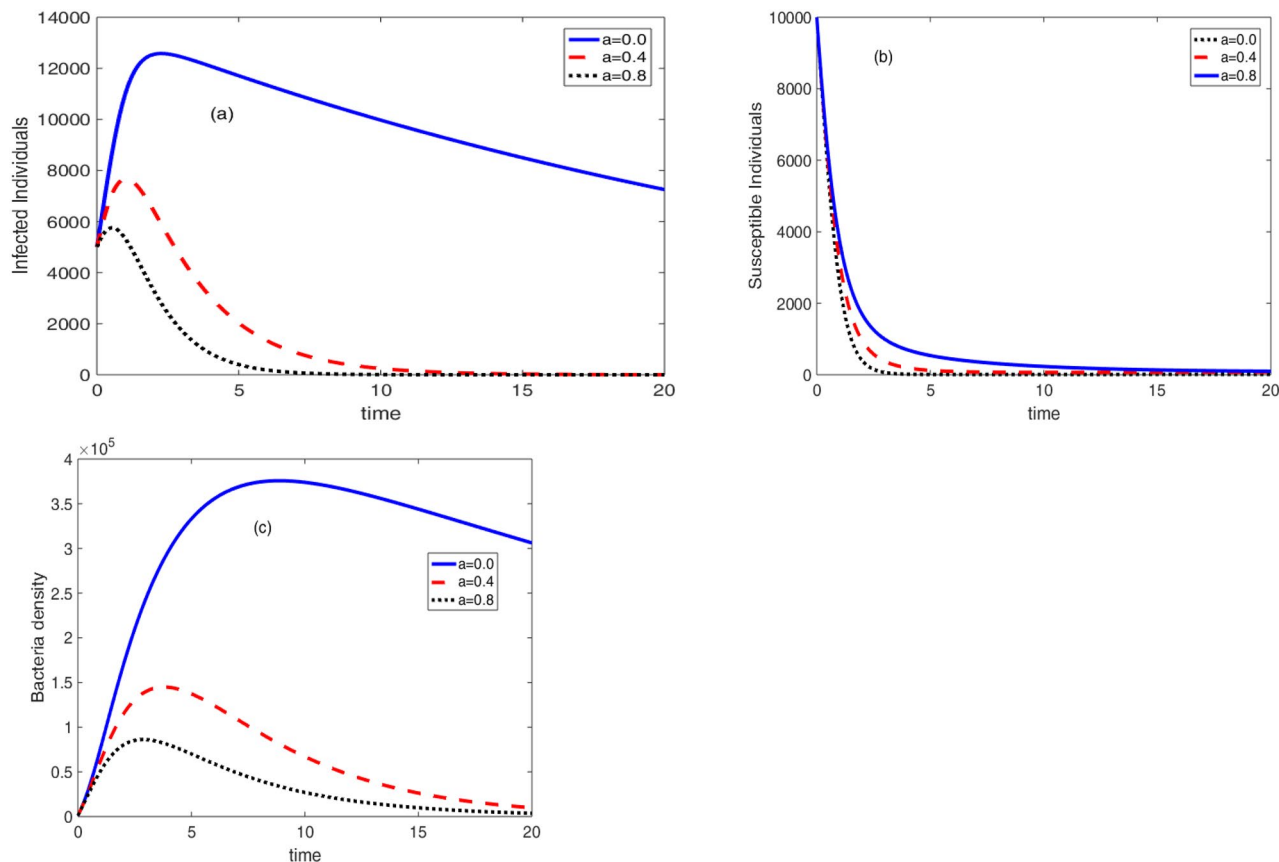 14000
12000
10000
8000
6000
4000
2000
0
Infected Individuals
(a)
a=0.0
a=0.4
a=0.8
0 5 10 15 20
time
10000
8000
6000
4000
2000
0
Susceptible Individuals
(b)
a=0.0
a=0.4
a=0.8
0 5 10 15 20
time
×10⁵
4
3.5
3
2.5
2
1.5
1
0.5
0
Bacteria density
(c)
a=0.0
a=0.4
a=0.8
0 5 10 15 20
time